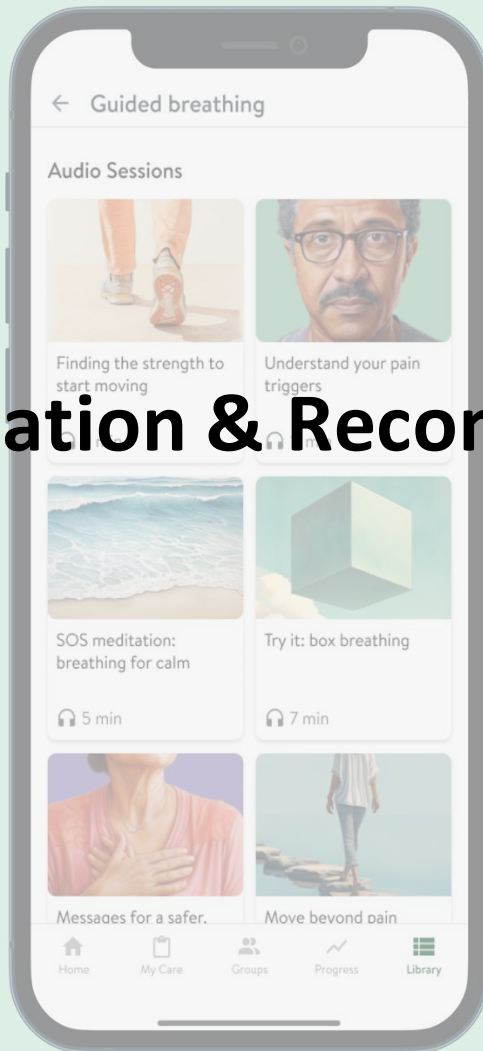 Guided breathing
Audio Sessions
Finding the strength to
start moving
Understand your pain
triggers
ation & Recor
min
SOS meditation:
breathing for calm
5 min
Try it: box breathing
7 min
Messages for a safer,
Move beyond pain
Home
My Care
Groups
Progress
Library